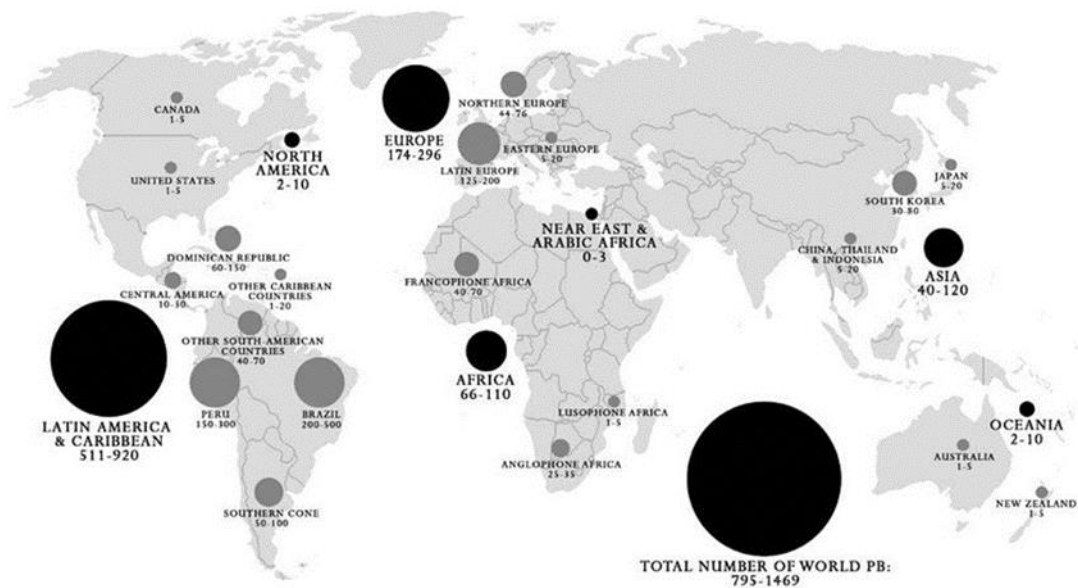 CANADA
1-5
NORTH
AMERICA
2-10
UNITED STATES
1-5
DOMINICAN REPUBLIC
60-150
OTHER CARIBBEAN
COUNTRIES
1-20
CENTRAL AMERICA
10-30
OTHER SOUTH-AMERICAN
COUNTRIES
40-70
LATIN AMERICA
& CARIBBEAN
511-920
PERU
150-300
BRAZIL
200-500
SOUTHERN CONE
50-100
EUROPE
174-296
NORTHERN EUROPE
44-76
EASTERN EUROPE
5-20
LATIN EUROPE
125-200
NEAR EAST &
ARABIC AFRICA
0-3
FRANCOPHONE AFRICA
40-70
AFRICA
66-110
LUSOPHONE AFRICA
1-5
ANGLOPHONE AFRICA
25-35
JAPAN
5-20
SOUTH KOREA
30-80
CHINA, THAILAND
& INDONESIA
5-20
ASIA
40-120
OCEANIA
2-10
AUSTRALIA
1-5
NEW ZEALAND
1-5
TOTAL NUMBER OF WORLD PB:
795-1469